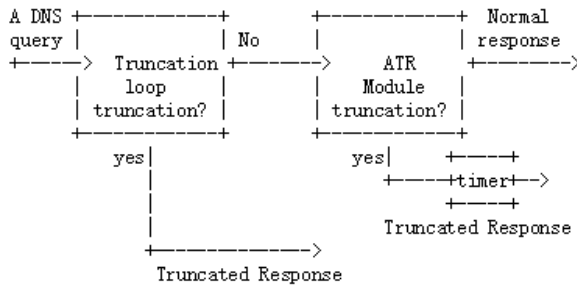 A DNS
query
Truncation
loop
truncation?
No
ATR
Module
truncation?
Normal
response
yes
Truncated Response
yes
timer
Truncated Response